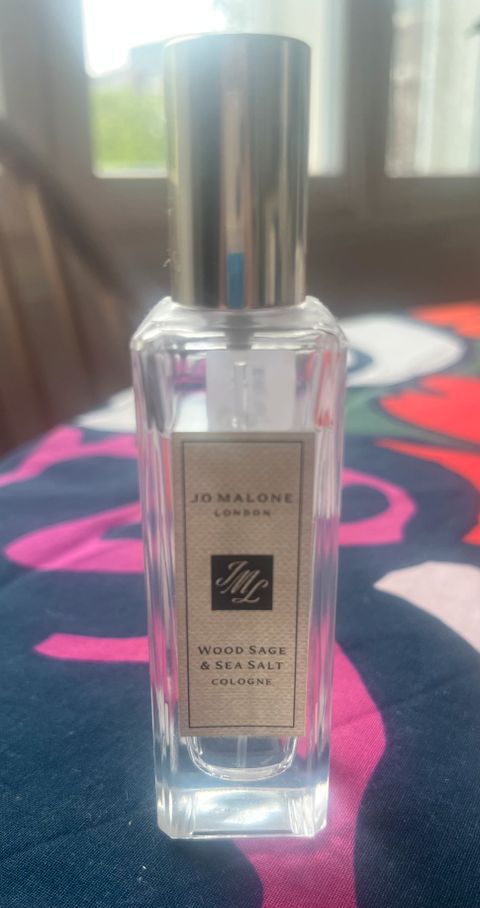 JO MALONE
LONDON
JML
WOOD SAGE
& SEA SALT
COLOGNE